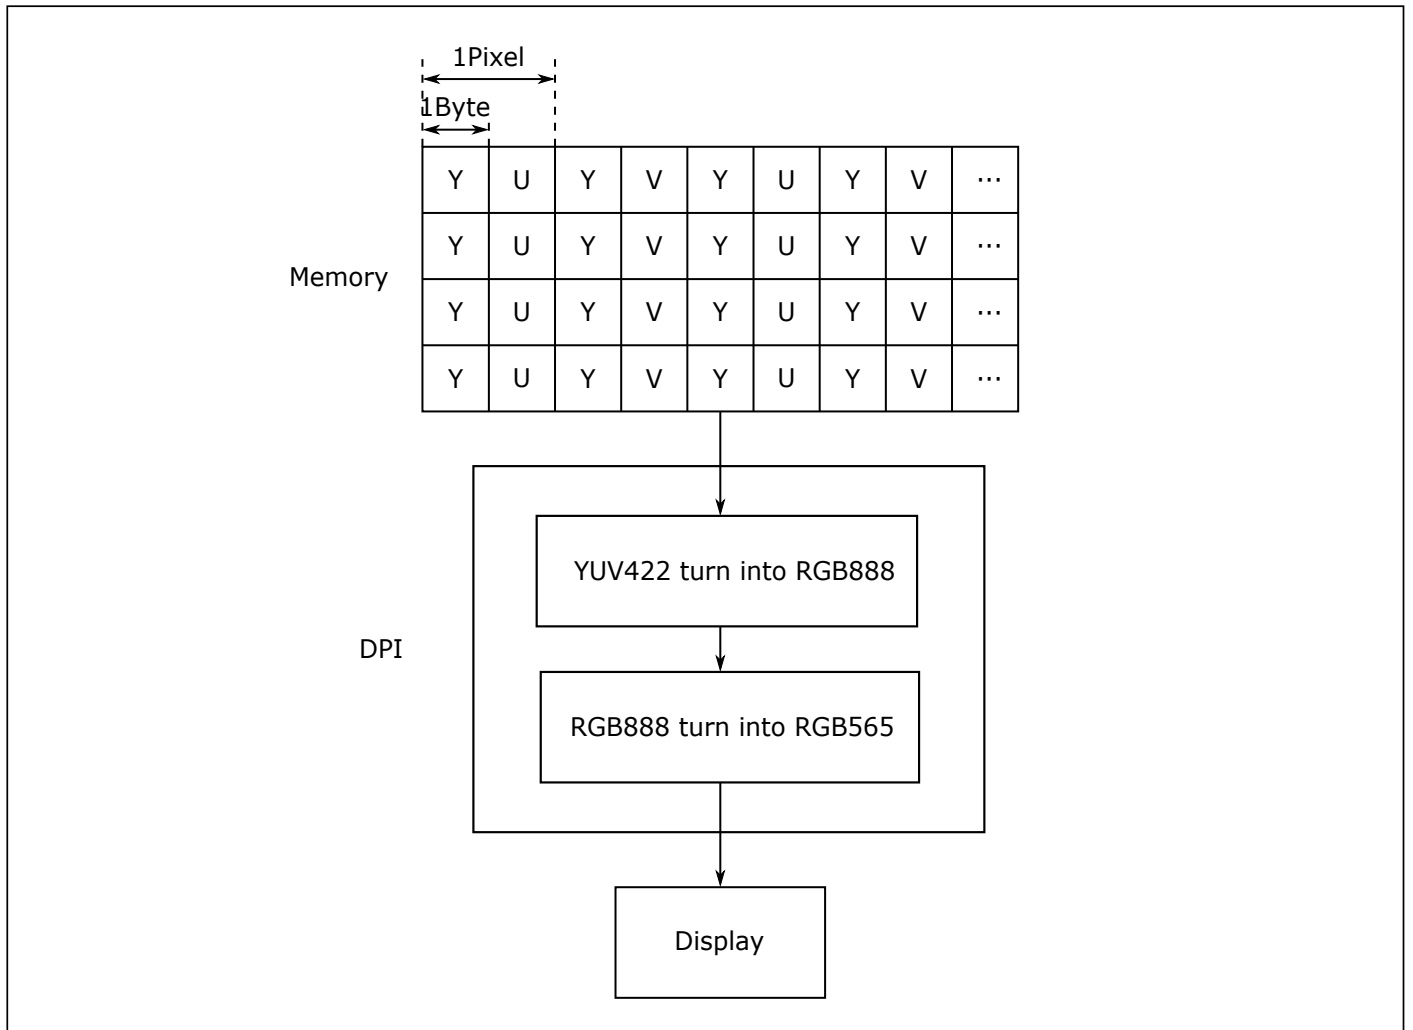 1Pixel
1Byte
Y U Y V Y U Y V ...
Y U Y V Y U Y V ...
Memory
Y U Y V Y U Y V ...
Y U Y V Y U Y V ...
YUV422 turn into RGB888
DPI
RGB888 turn into RGB565
Display